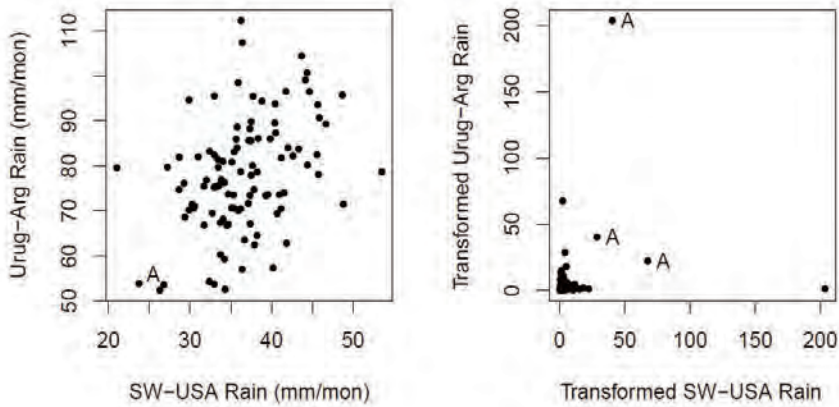 Urug-Arg Rain (mm/mon)
110
90
80
70
60
50
A
20
30
40
50
SW-USA Rain (mm/mon)
Transformed Urug-Arg Rain
200
150
100
50
0
A
A
A
0
50
100
150
200
Transformed SW-USA Rain